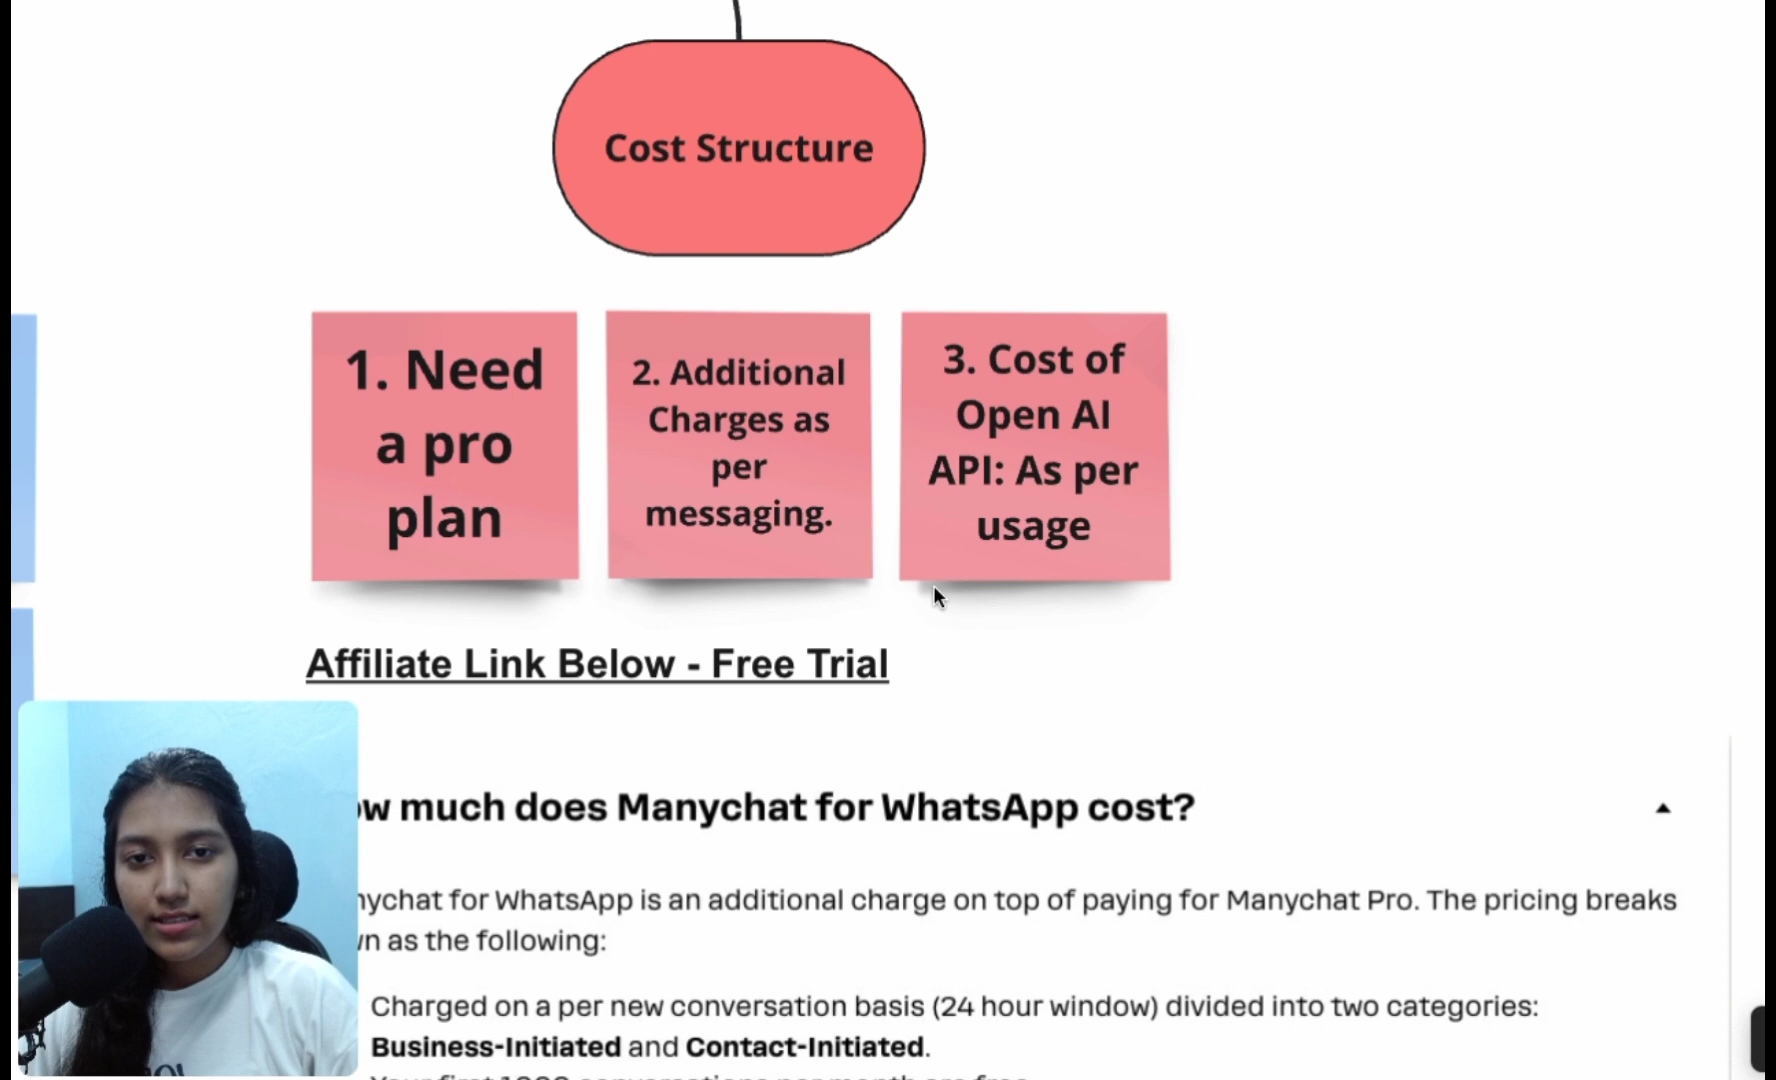 Cost Structure
1. Need
a pro
plan
2. Additional
Charges as
per
messaging.
3. Cost of
Open AI
API: As per
usage
Affiliate Link Below - Free Trial
much does Manychat for WhatsApp cost?
for WhatsApp is an additional charge on top of paying for Manychat Pro. The pricing breaks
as the following:
Charged on a per new conversation basis (24 hour window) divided into two categories:
Business-Initiated and Contact-Initiated.